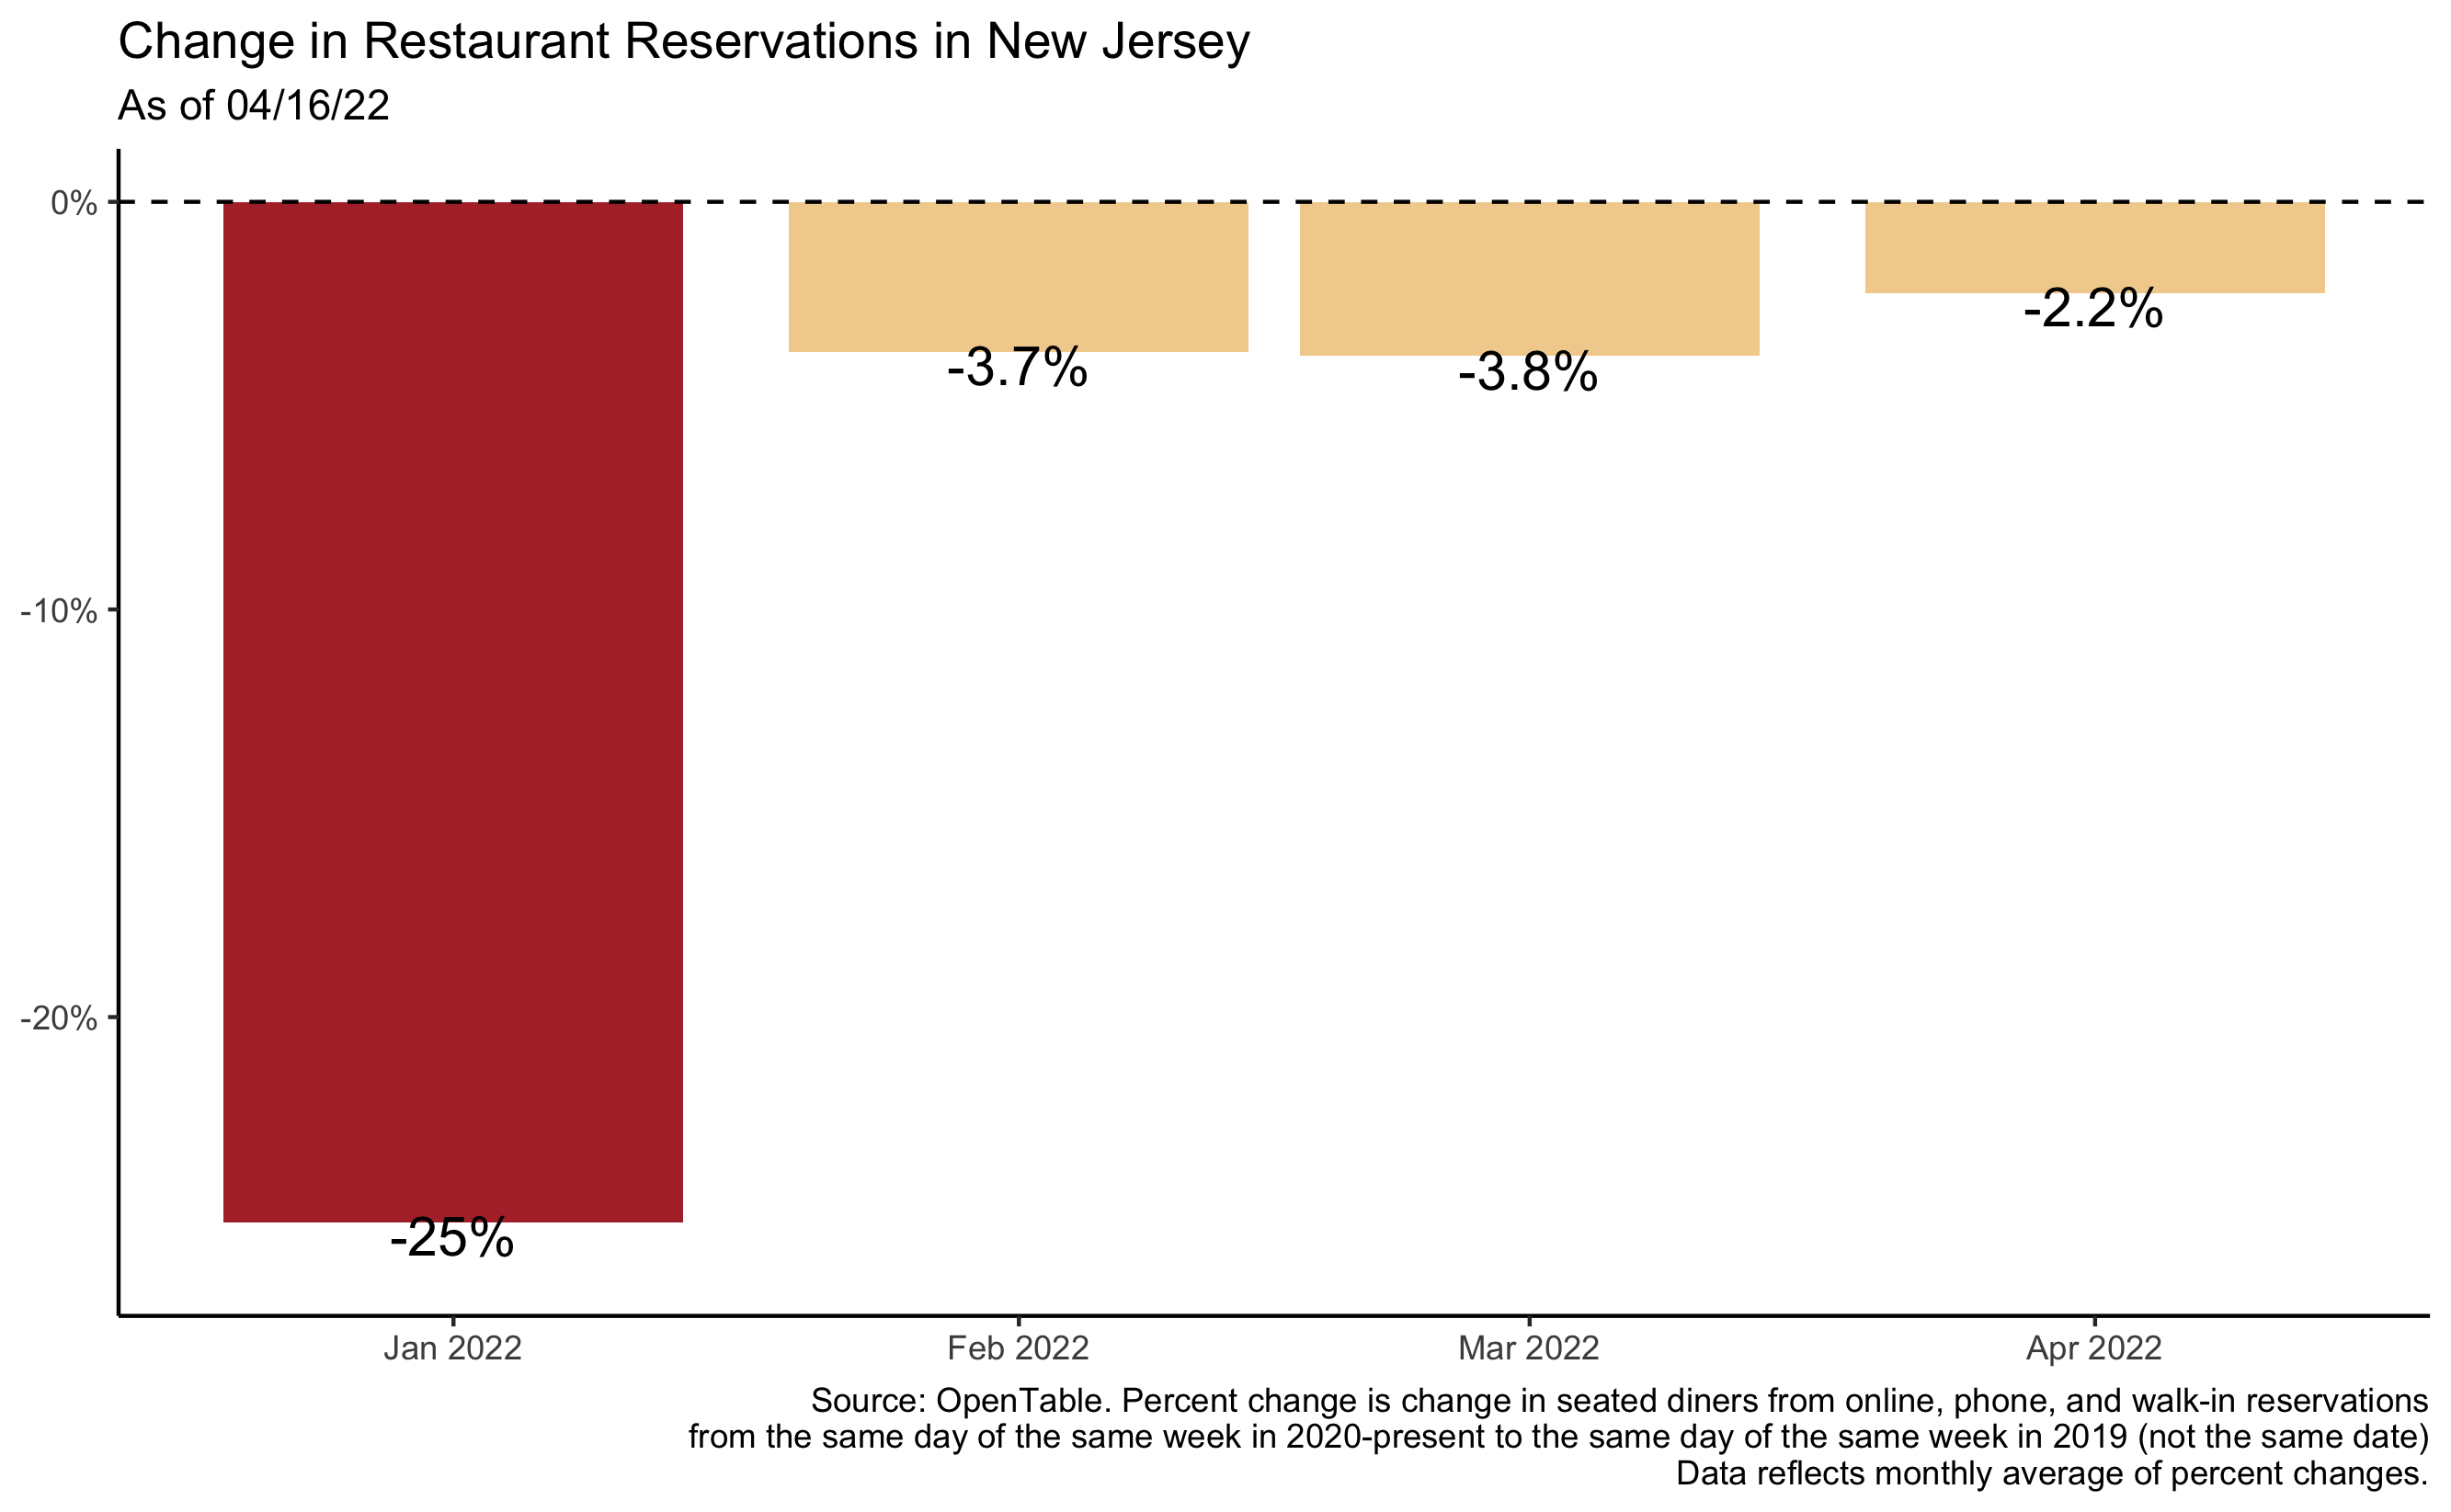 Change in Restaurant Reservations in New Jersey
As of 04/16/22
0%
-10%
-20%
-25%
-3.7%
-3.8%
-2.2%
Jan 2022
Feb 2022
Mar 2022
Apr 2022
Source: OpenTable. Percent change is change in seated diners from online, phone, and walk-in reservations
from the same day of the same week in 2020-present to the same day of the same week in 2019 (not the same date)
Data reflects monthly average of percent changes.